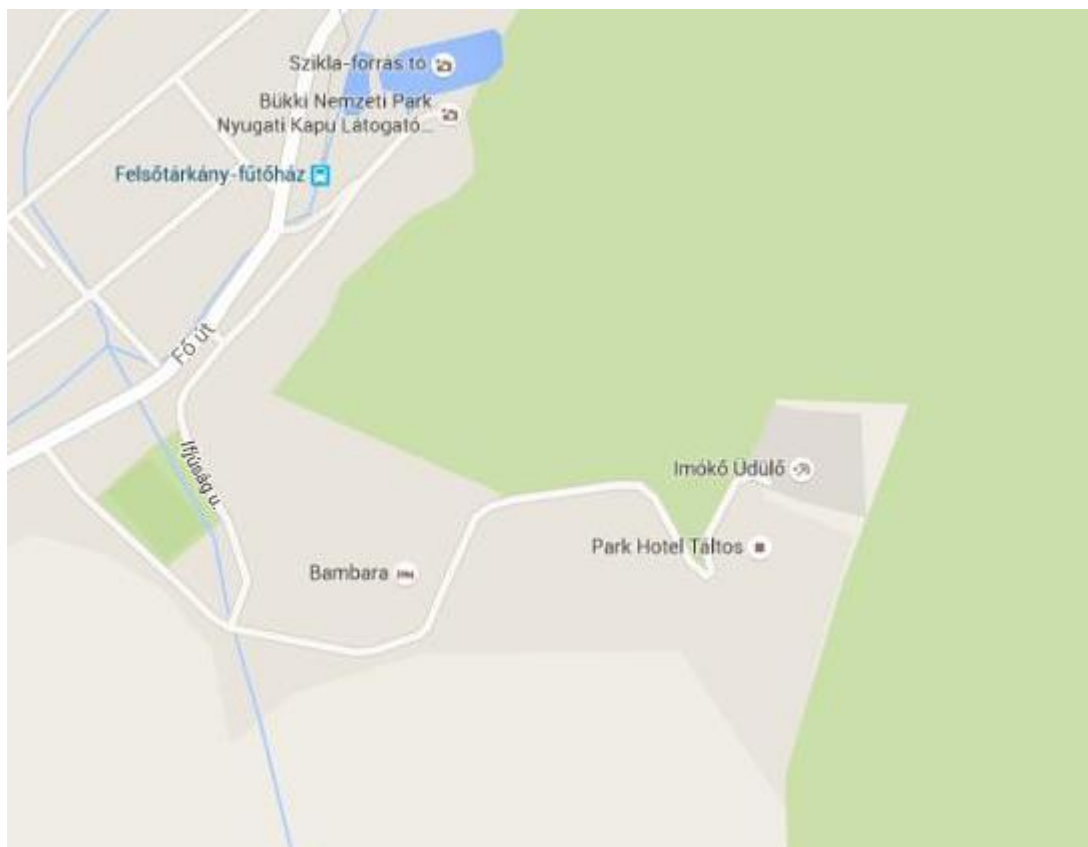 Szikla-forrás tó
Bükki Nemzeti Park
Nyugati Kapu Látogató...
Felsőtárkány-fűtőház
Fő út
Ifjúság u.
Imókő Üdülő
Park Hotel Táltos
Bambara